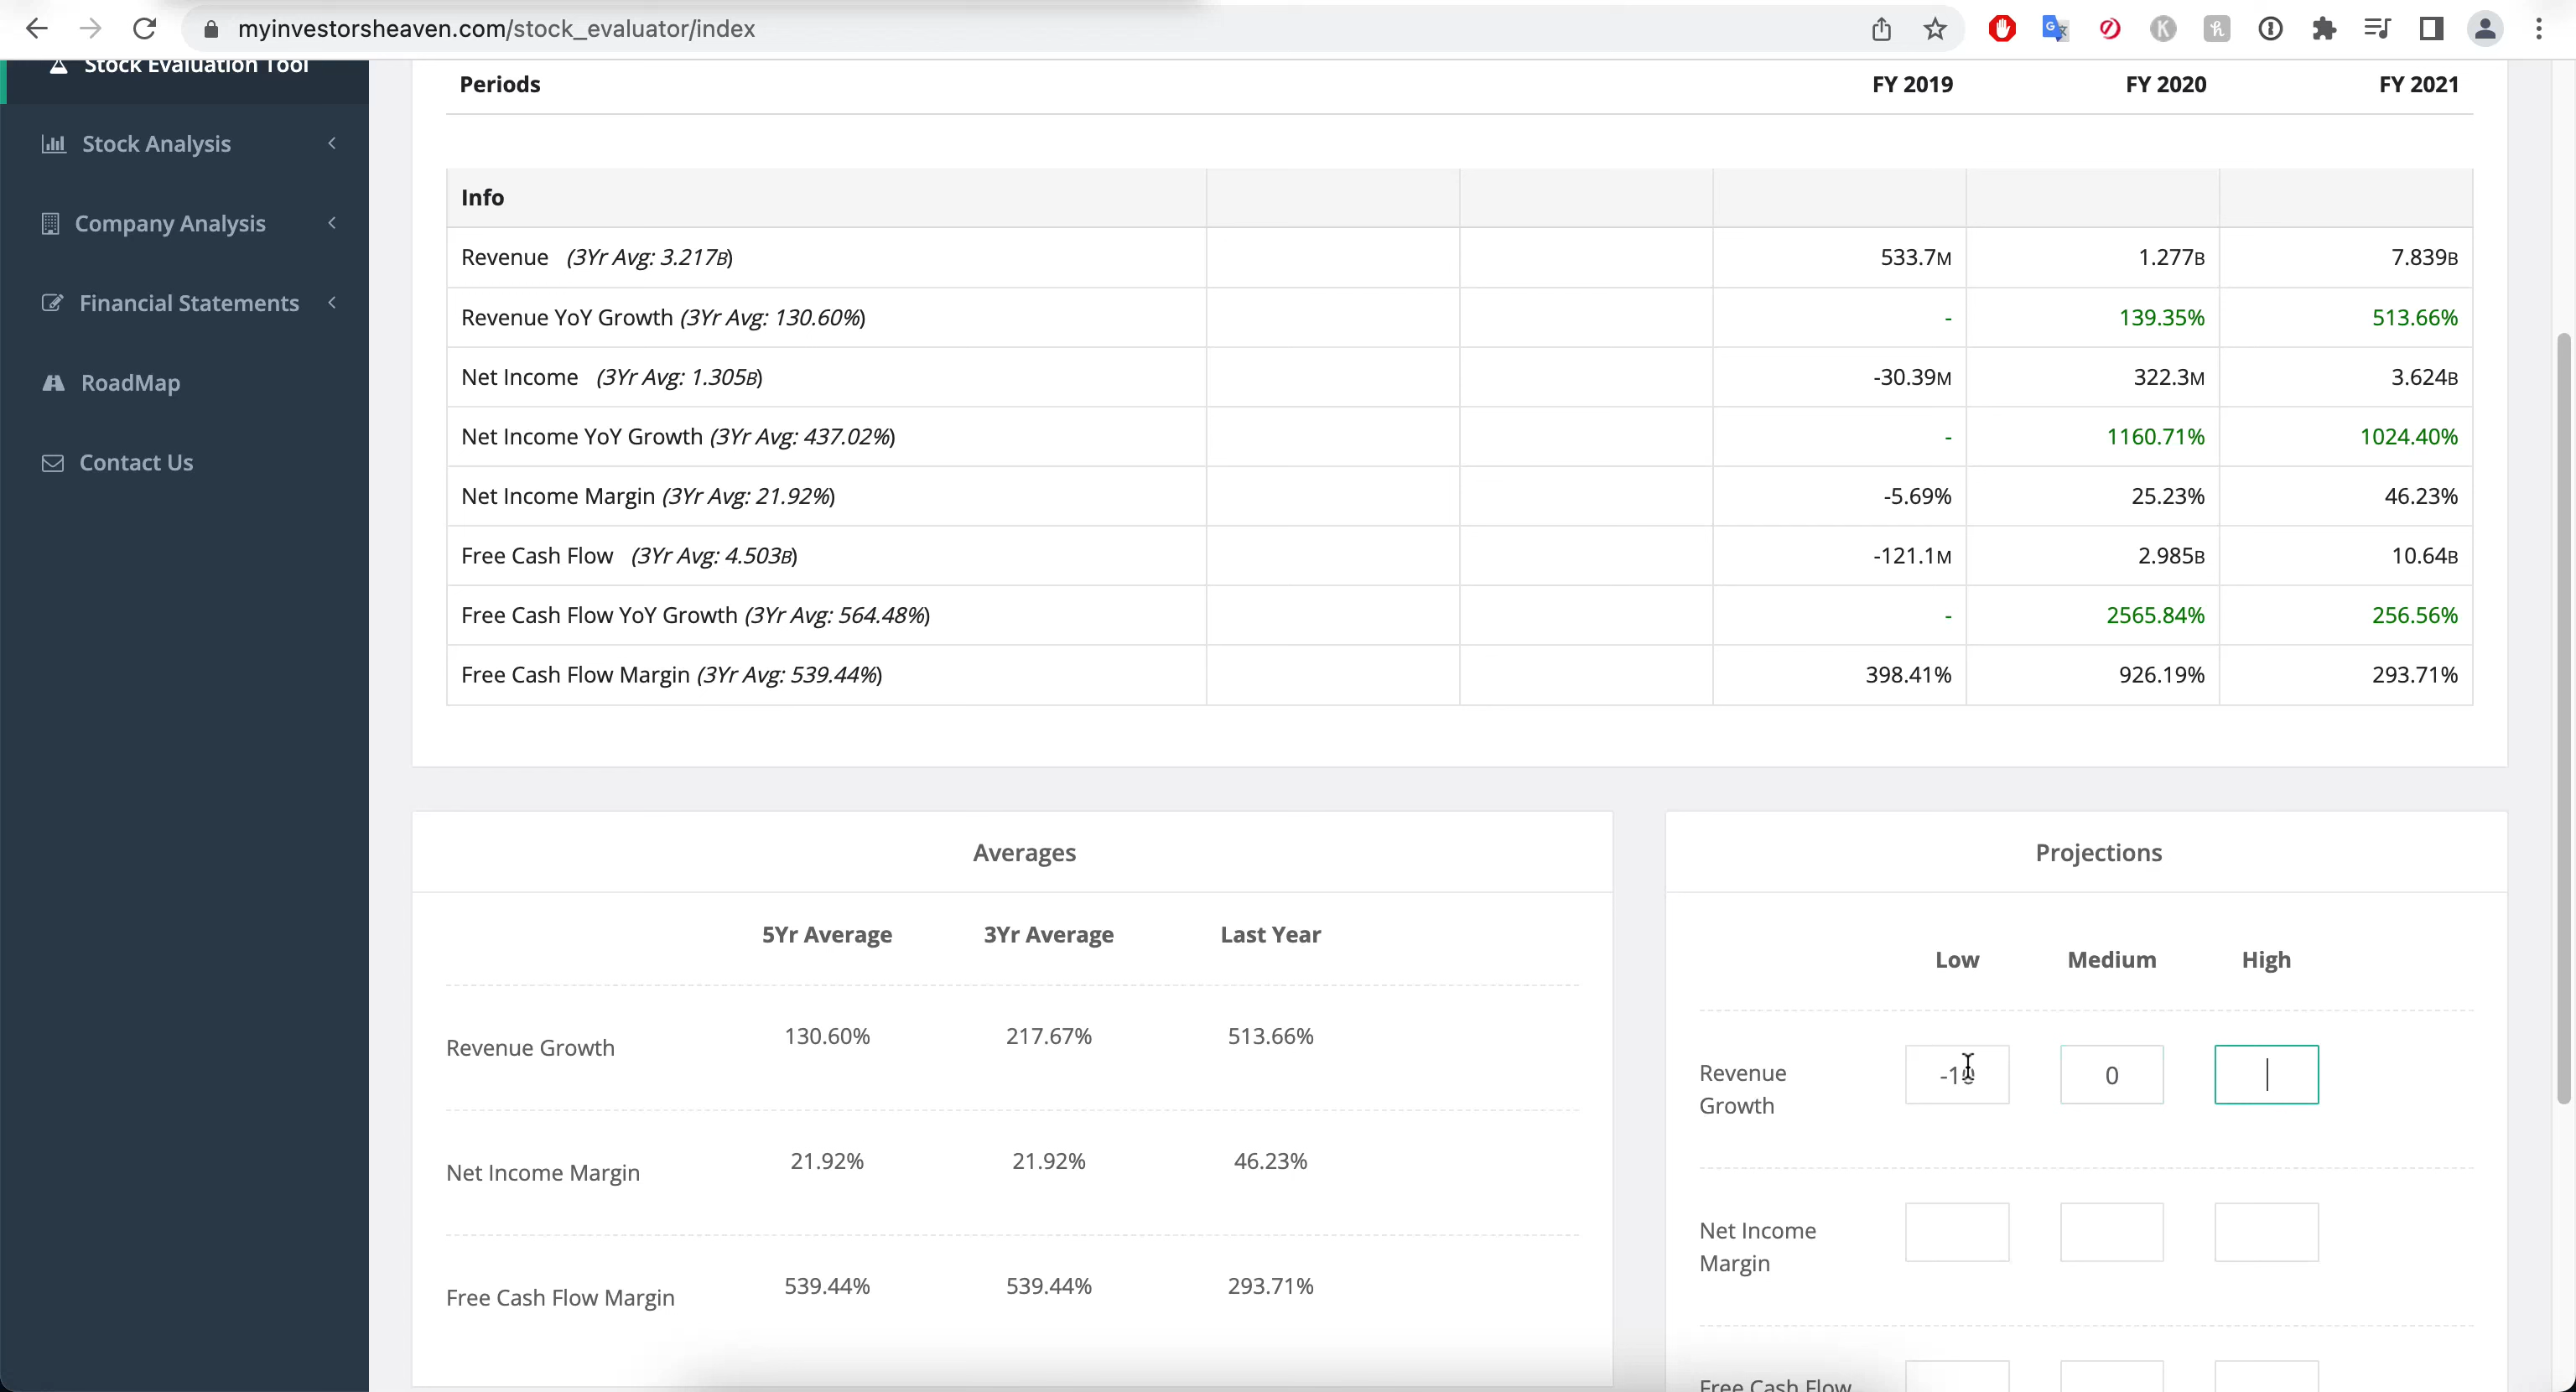 myinvestorsheaven.com/stock_evaluator/index
Stock Evaluation Tool
Stock Analysis
Company Analysis
Financial Statements
RoadMap
Contact Us
Periods FY 2019 FY 2020 FY 2021
Info
Revenue (3Yr Avg: 3.217B) 533.7M 1.277B 7.839B
Revenue YoY Growth (3Yr Avg: 130.60%) - 139.35% 513.66%
Net Income (3Yr Avg: 1.305B) -30.39M 322.3M 3.624B
Net Income YoY Growth (3Yr Avg: 437.02%) - 1160.71% 1024.40%
Net Income Margin (3Yr Avg: 21.92%) -5.69% 25.23% 46.23%
Free Cash Flow (3Yr Avg: 4.503B) -121.1M 2.985B 10.64B
Free Cash Flow YoY Growth (3Yr Avg: 564.48%) - 2565.84% 256.56%
Free Cash Flow Margin (3Yr Avg: 539.44%) 398.41% 926.19% 293.71%
Averages
5Yr Average 3Yr Average Last Year
Revenue Growth 130.60% 217.67% 513.66%
Net Income Margin 21.92% 21.92% 46.23%
Free Cash Flow Margin 539.44% 539.44% 293.71%
Projections
Low Medium High
Revenue
Growth
-10 0
Net Income
Margin
Free Cash Flow